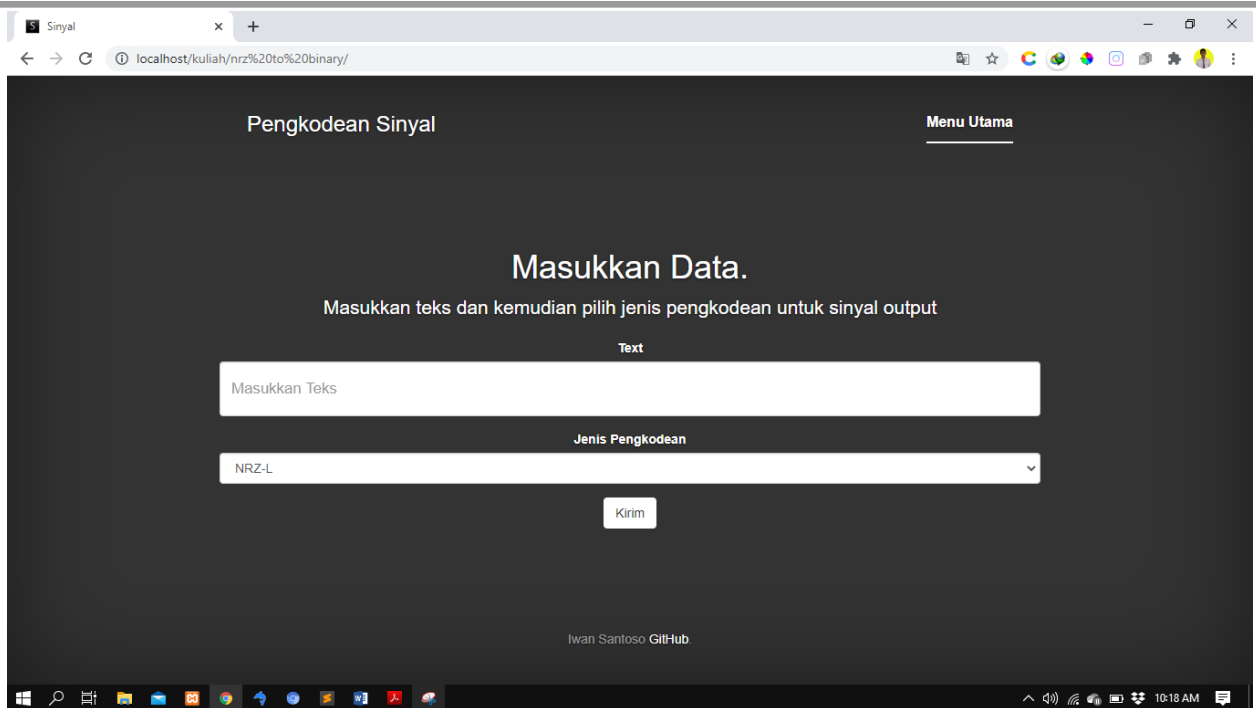 S Sinyal
localhost/kuliah/nrz%20to%20binary/
Pengkodean Sinyal
Menu Utama
Masukkan Data.
Masukkan teks dan kemudian pilih jenis pengkodean untuk sinyal output
Text
Masukkan Teks
Jenis Pengkodean
NRZ-L
Kirim
Iwan Santoso GitHub.
10:18 AM